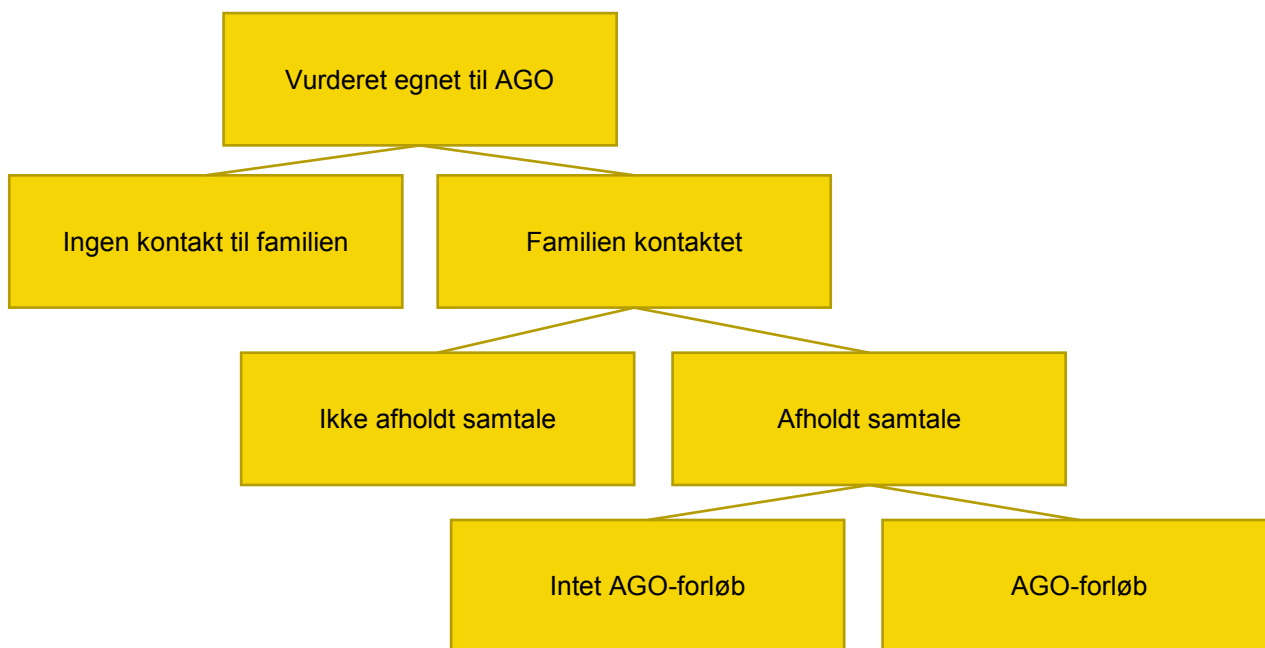 Vurderet egnet til AGO
Ingen kontakt til familien
Familien kontaktet
Ikke afholdt samtale
Afholdt samtale
Intet AGO-forløb
AGO-forløb